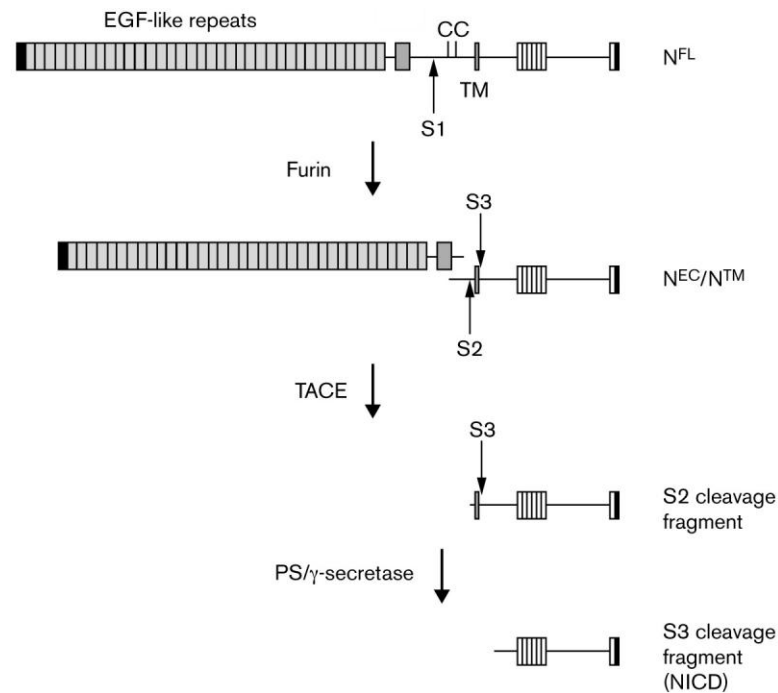 EGF-like repeats
CC
N^FL
TM
S1
Furin
S3
N^EC/N^TM
S2
TACE
S3
S2 cleavage
fragment
PS/γ-secretase
S3 cleavage
fragment
(NICD)